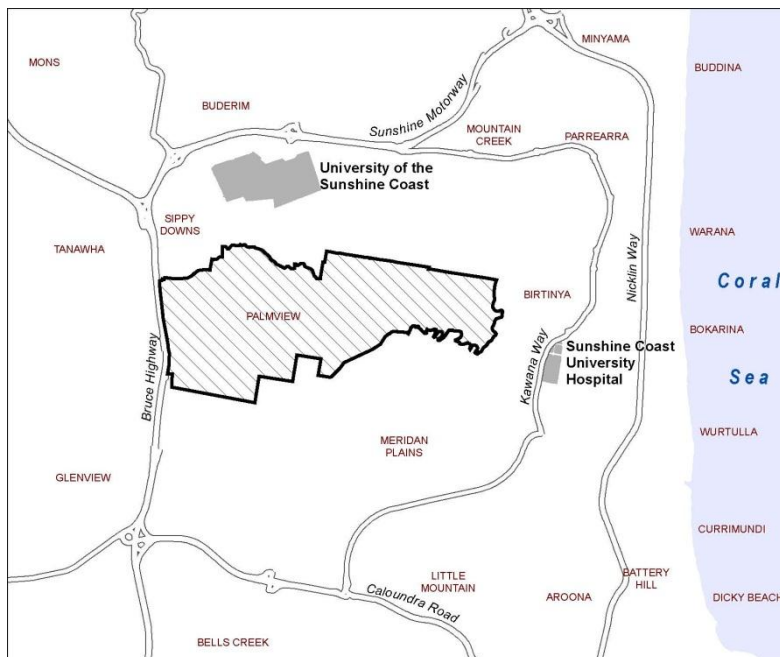 MINYAMA
MONS
BUDDINA
BUDERIM
Sunshine Motorway
MOUNTAIN
CREEK
PARREARRA
University of the
Sunshine Coast
SIPPY
DOWNS
TANAWHA
WARANA
Nicklin Way
Coral
BIRTINYA
PALMVIEW
BOKARINA
Sunshine Coast
University
Hospital
Kawana Way
Bruce Highway
Sea
WURTULLA
MERIDAN
PLAINS
GLENVIEW
CURRIMUNDI
LITTLE
MOUNTAIN
BATTERY
HILL
Caloundra Road
AROONA
DICKY BEACH
BELLS CREEK